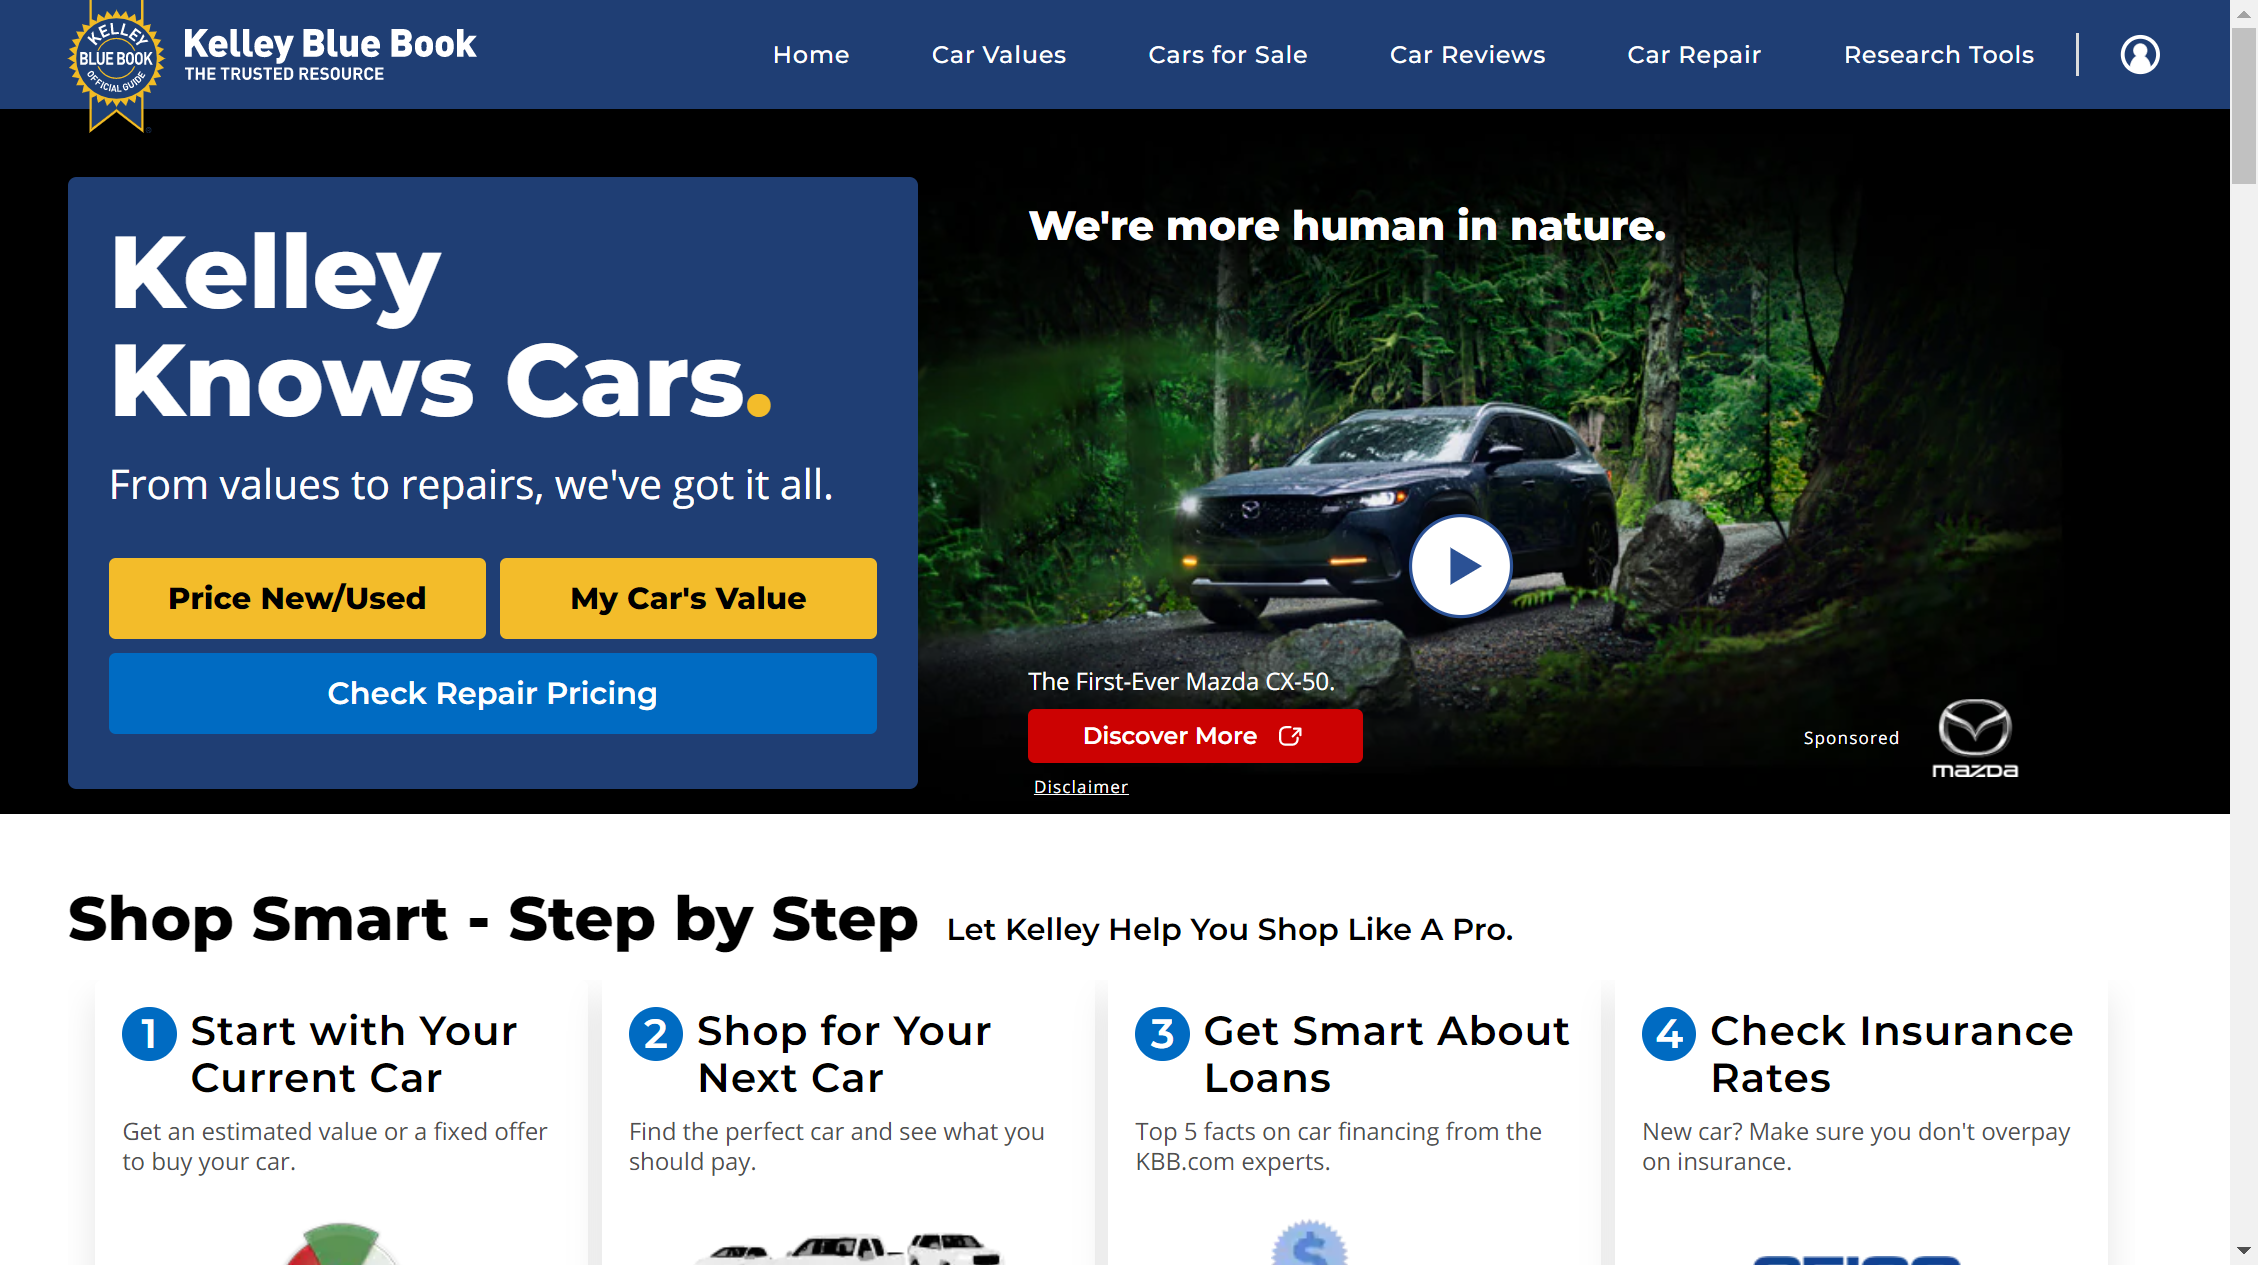 KELLEY
BLUE BOOK
OFFICIAL GUIDE
Kelley Blue Book
THE TRUSTED RESOURCE
Home
Car Values
Cars for Sale
Car Reviews
Car Repair
Research Tools
Kelley
Knows Cars.
From values to repairs, we've got it all.
Price New/Used
My Car's Value
Check Repair Pricing
We're more human in nature.
The First-Ever Mazda CX-50.
Discover More
Disclaimer
Sponsored
mazda
Shop Smart - Step by Step
Let Kelley Help You Shop Like A Pro.
1
Start with Your
Current Car
Get an estimated value or a fixed offer
to buy your car.
2
Shop for Your
Next Car
Find the perfect car and see what you
should pay.
3
Get Smart About
Loans
Top 5 facts on car financing from the
KBB.com experts.
$
4
Check Insurance
Rates
New car? Make sure you don't overpay
on insurance.